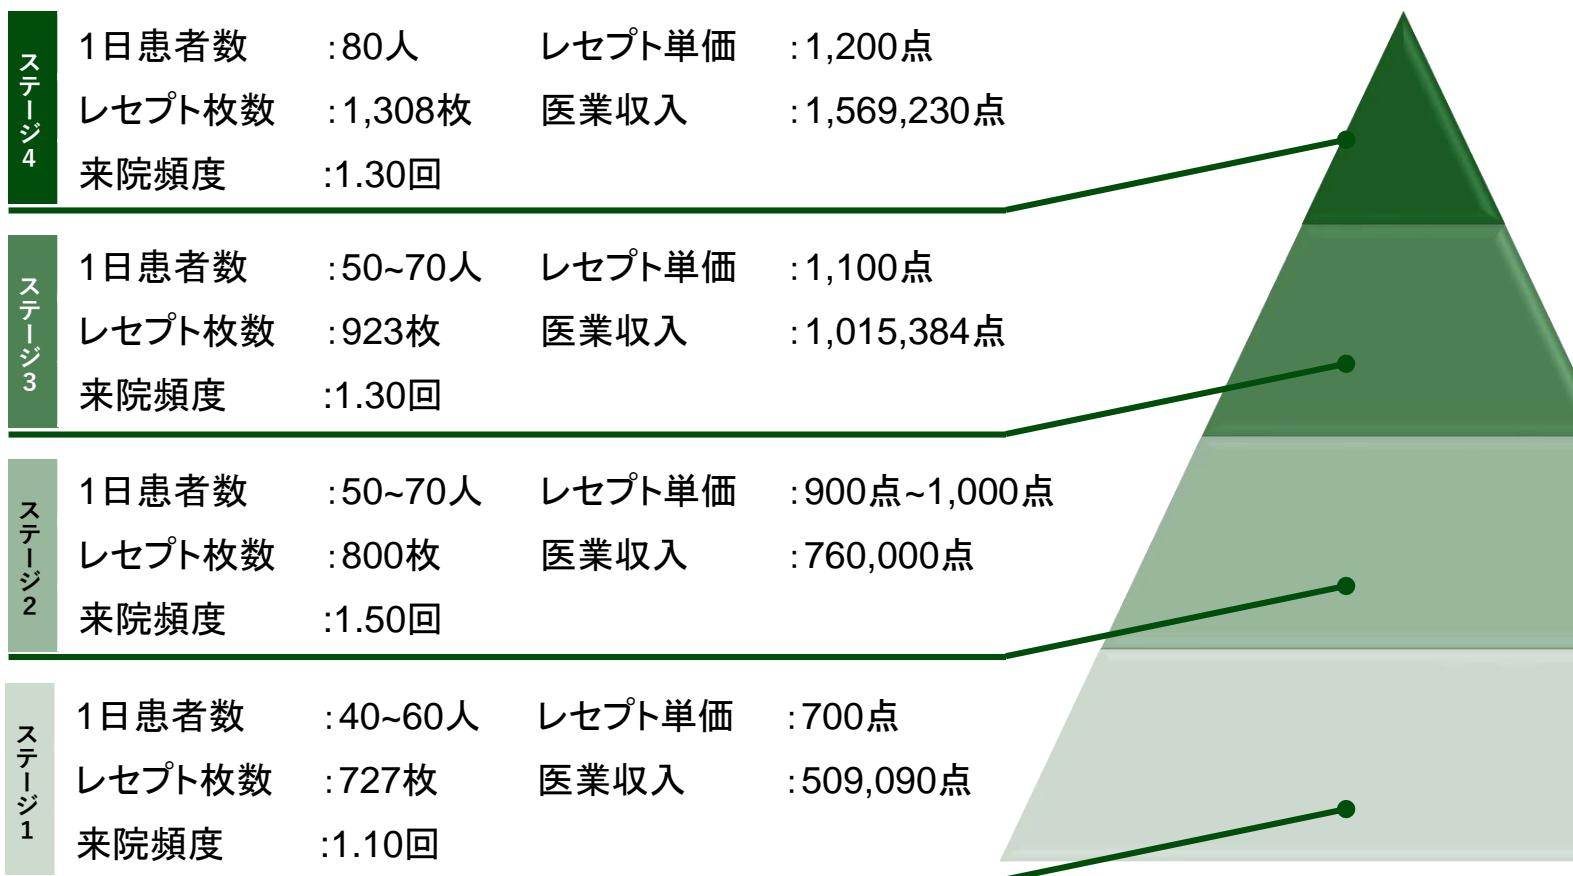 ステージ4
1日患者数 :80人 レセプト単価 :1,200点
レセプト枚数 :1,308枚 医業収入 :1,569,230点
来院頻度 :1.30回
ステージ3
1日患者数 :50~70人 レセプト単価 :1,100点
レセプト枚数 :923枚 医業収入 :1,015,384点
来院頻度 :1.30回
ステージ2
1日患者数 :50~70人 レセプト単価 :900点~1,000点
レセプト枚数 :800枚 医業収入 :760,000点
来院頻度 :1.50回
ステージ1
1日患者数 :40~60人 レセプト単価 :700点
レセプト枚数 :727枚 医業収入 :509,090点
来院頻度 :1.10回